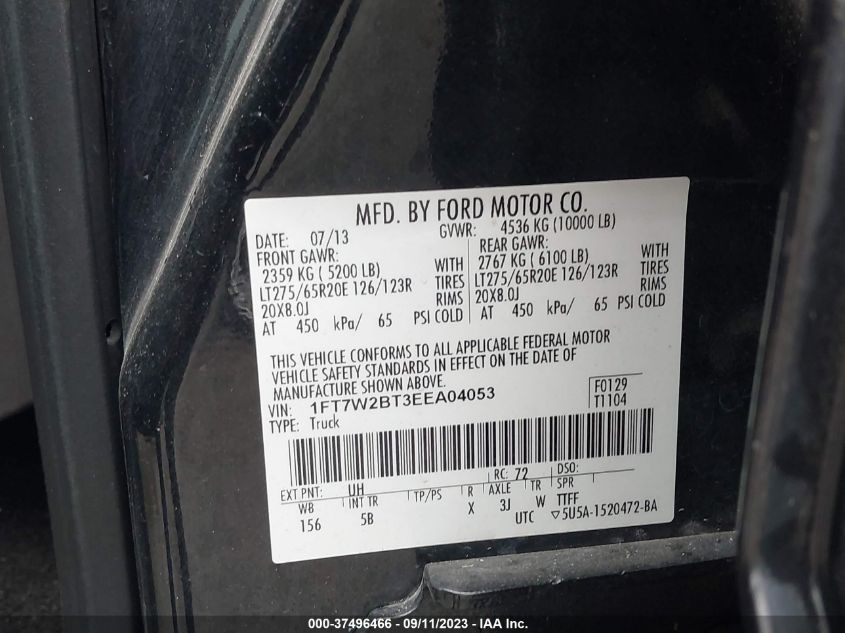 MFD. BY FORD MOTOR CO.
DATE: 07/13 GVWR: 4536 KG (10000 LB)
FRONT GAWR: REAR GAWR:
2359 KG ( 5200 LB) WITH 2767 KG ( 6100 LB) WITH
LT275/65R20E 126/123R TIRES LT275/65R20E 126/123R TIRES
20X8.0J RIMS 20X8.0J RIMS
AT 450 kPa/ 65 PSI COLD AT 450 kPa/ 65 PSI COLD
THIS VEHICLE CONFORMS TO ALL APPLICABLE FEDERAL MOTOR
VEHICLE SAFETY STANDARDS IN EFFECT ON THE DATE OF
MANUFACTURE SHOWN ABOVE.
VIN: 1FT7W2BT3EEA04053 F0129
TYPE: Truck T1104
EXT PNT: UH RC: 72 DSO:
WB INT TR TP/PS R AXLE TR SPR
156 5B X 3J W TTFF
UTC ▽5U5A-1520472-BA
000-37496466 - 09/11/2023 - IAA Inc.